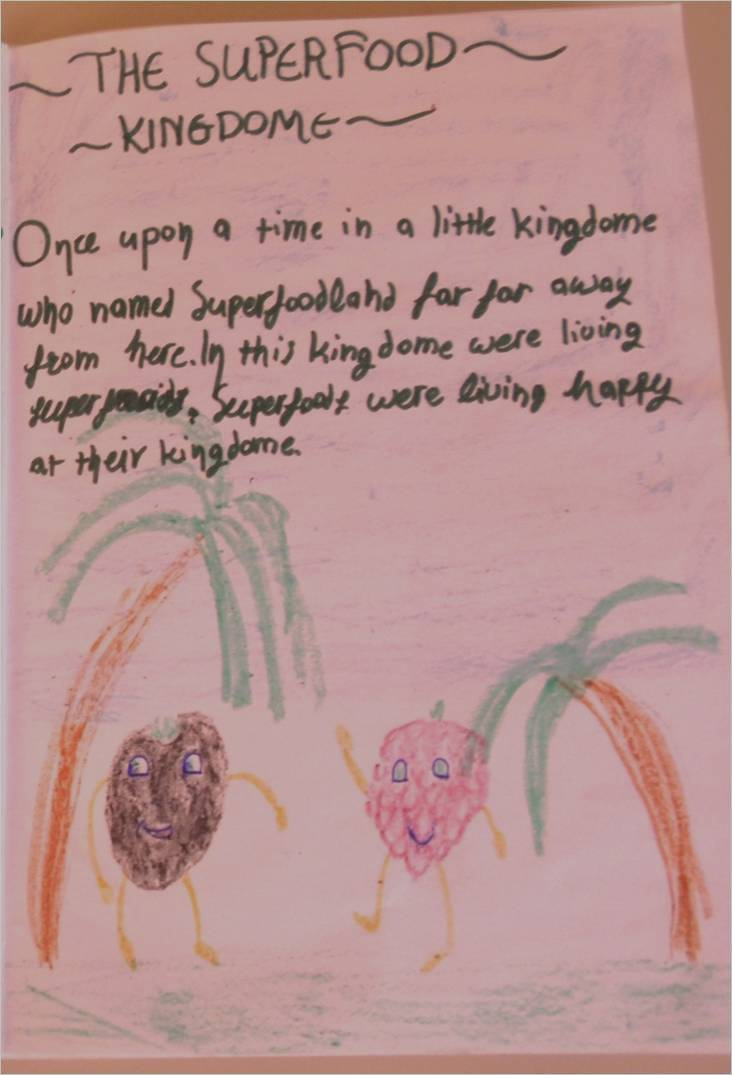 ~ THE SUPERFOOD ~
~ KINGDOME ~
Once upon a time in a little kingdome
who named Superfoodland far far away
from here. In this kingdome were living
superfoods. Superfoods were living happy
at their kingdome.